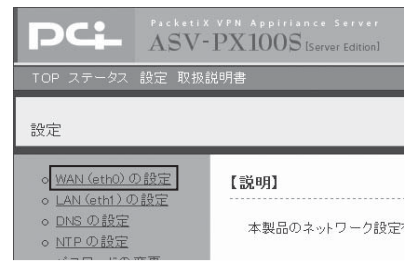 PCi
PacketiX VPN Appiriance Server
ASV-PX100S [Server Edition]
TOP ステータス 設定 取扱説明書
設定
WAN (eth0) の設定
LAN (eth1) の設定
DNS の設定
NTP の設定
【説明】
本製品のネットワーク設定